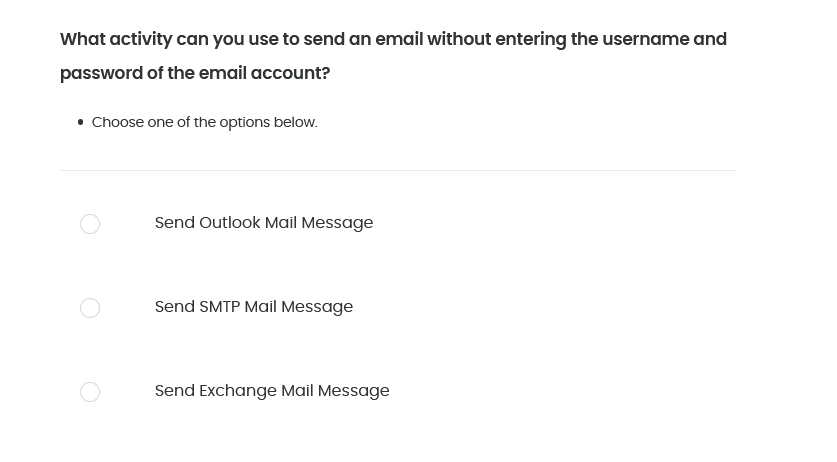 What activity can you use to send an email without entering the username and
password of the email account?
• Choose one of the options below.
Send Outlook Mail Message
Send SMTP Mail Message
Send Exchange Mail Message